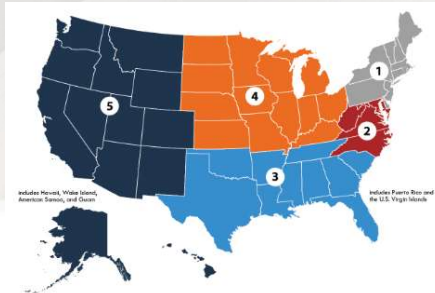 1
5
4
2
3
includes Hawaii, Wake Island,
American Samoa, and Guam
includes Puerto Rico and
the U.S. Virgin Islands